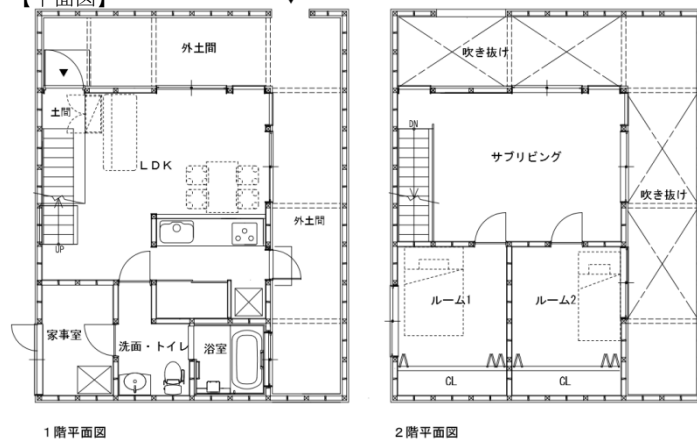 【平面図】
外土間
土間
LDK
外土間
UP
家事室
洗面・トイレ
浴室
1階平面図
吹き抜け
DN
サブリビング
吹き抜け
ルーム1
ルーム2
CL
CL
2階平面図